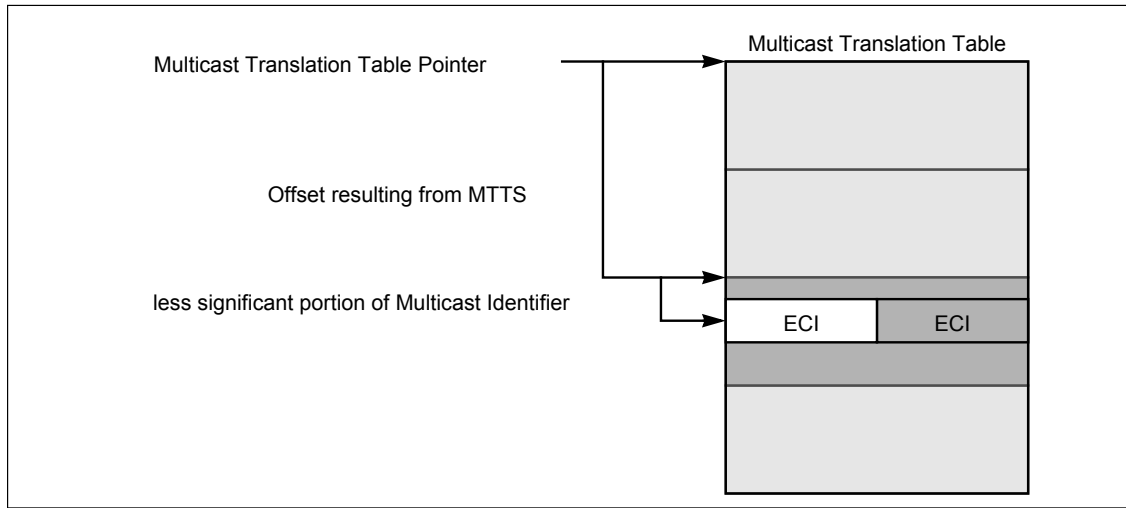 Multicast Translation Table
Multicast Translation Table Pointer
Offset resulting from MTTS
less significant portion of Multicast Identifier
ECI ECI